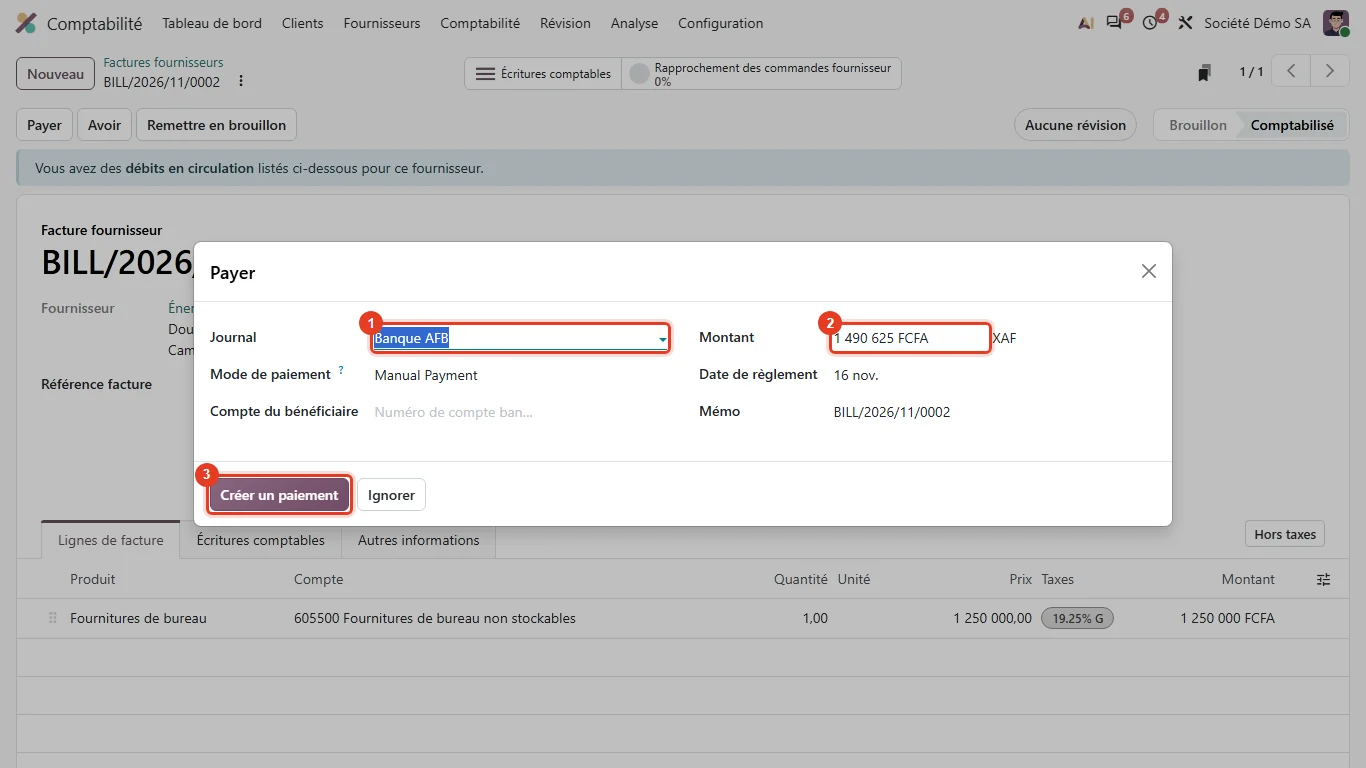 Comptabilité Tableau de bord Clients Fournisseurs Comptabilité Révision Analyse Configuration AI 6 4 Société Démo SA
Nouveau
Factures fournisseurs
BILL/2026/11/0002
Écritures comptables
Rapprochement des commandes fournisseur
0%
1 / 1
Payer Avoir Remettre en brouillon Aucune révision Brouillon Comptabilisé
Vous avez des débits en circulation listés ci-dessous pour ce fournisseur.
Facture fournisseur
BILL/2026/
Fournisseur
Référence facture
Payer
1
2
Journal Banque AFB Montant 1 490 625 FCFA XAF
Mode de paiement ? Manual Payment Date de règlement 16 nov.
Compte du bénéficiaire Numéro de compte ban... Mémo BILL/2026/11/0002
3
Créer un paiement Ignorer
Lignes de facture Écritures comptables Autres informations Hors taxes
Produit Compte Quantité Unité Prix Taxes Montant
Fournitures de bureau 605500 Fournitures de bureau non stockables 1,00 1 250 000,00 19.25% G 1 250 000 FCFA